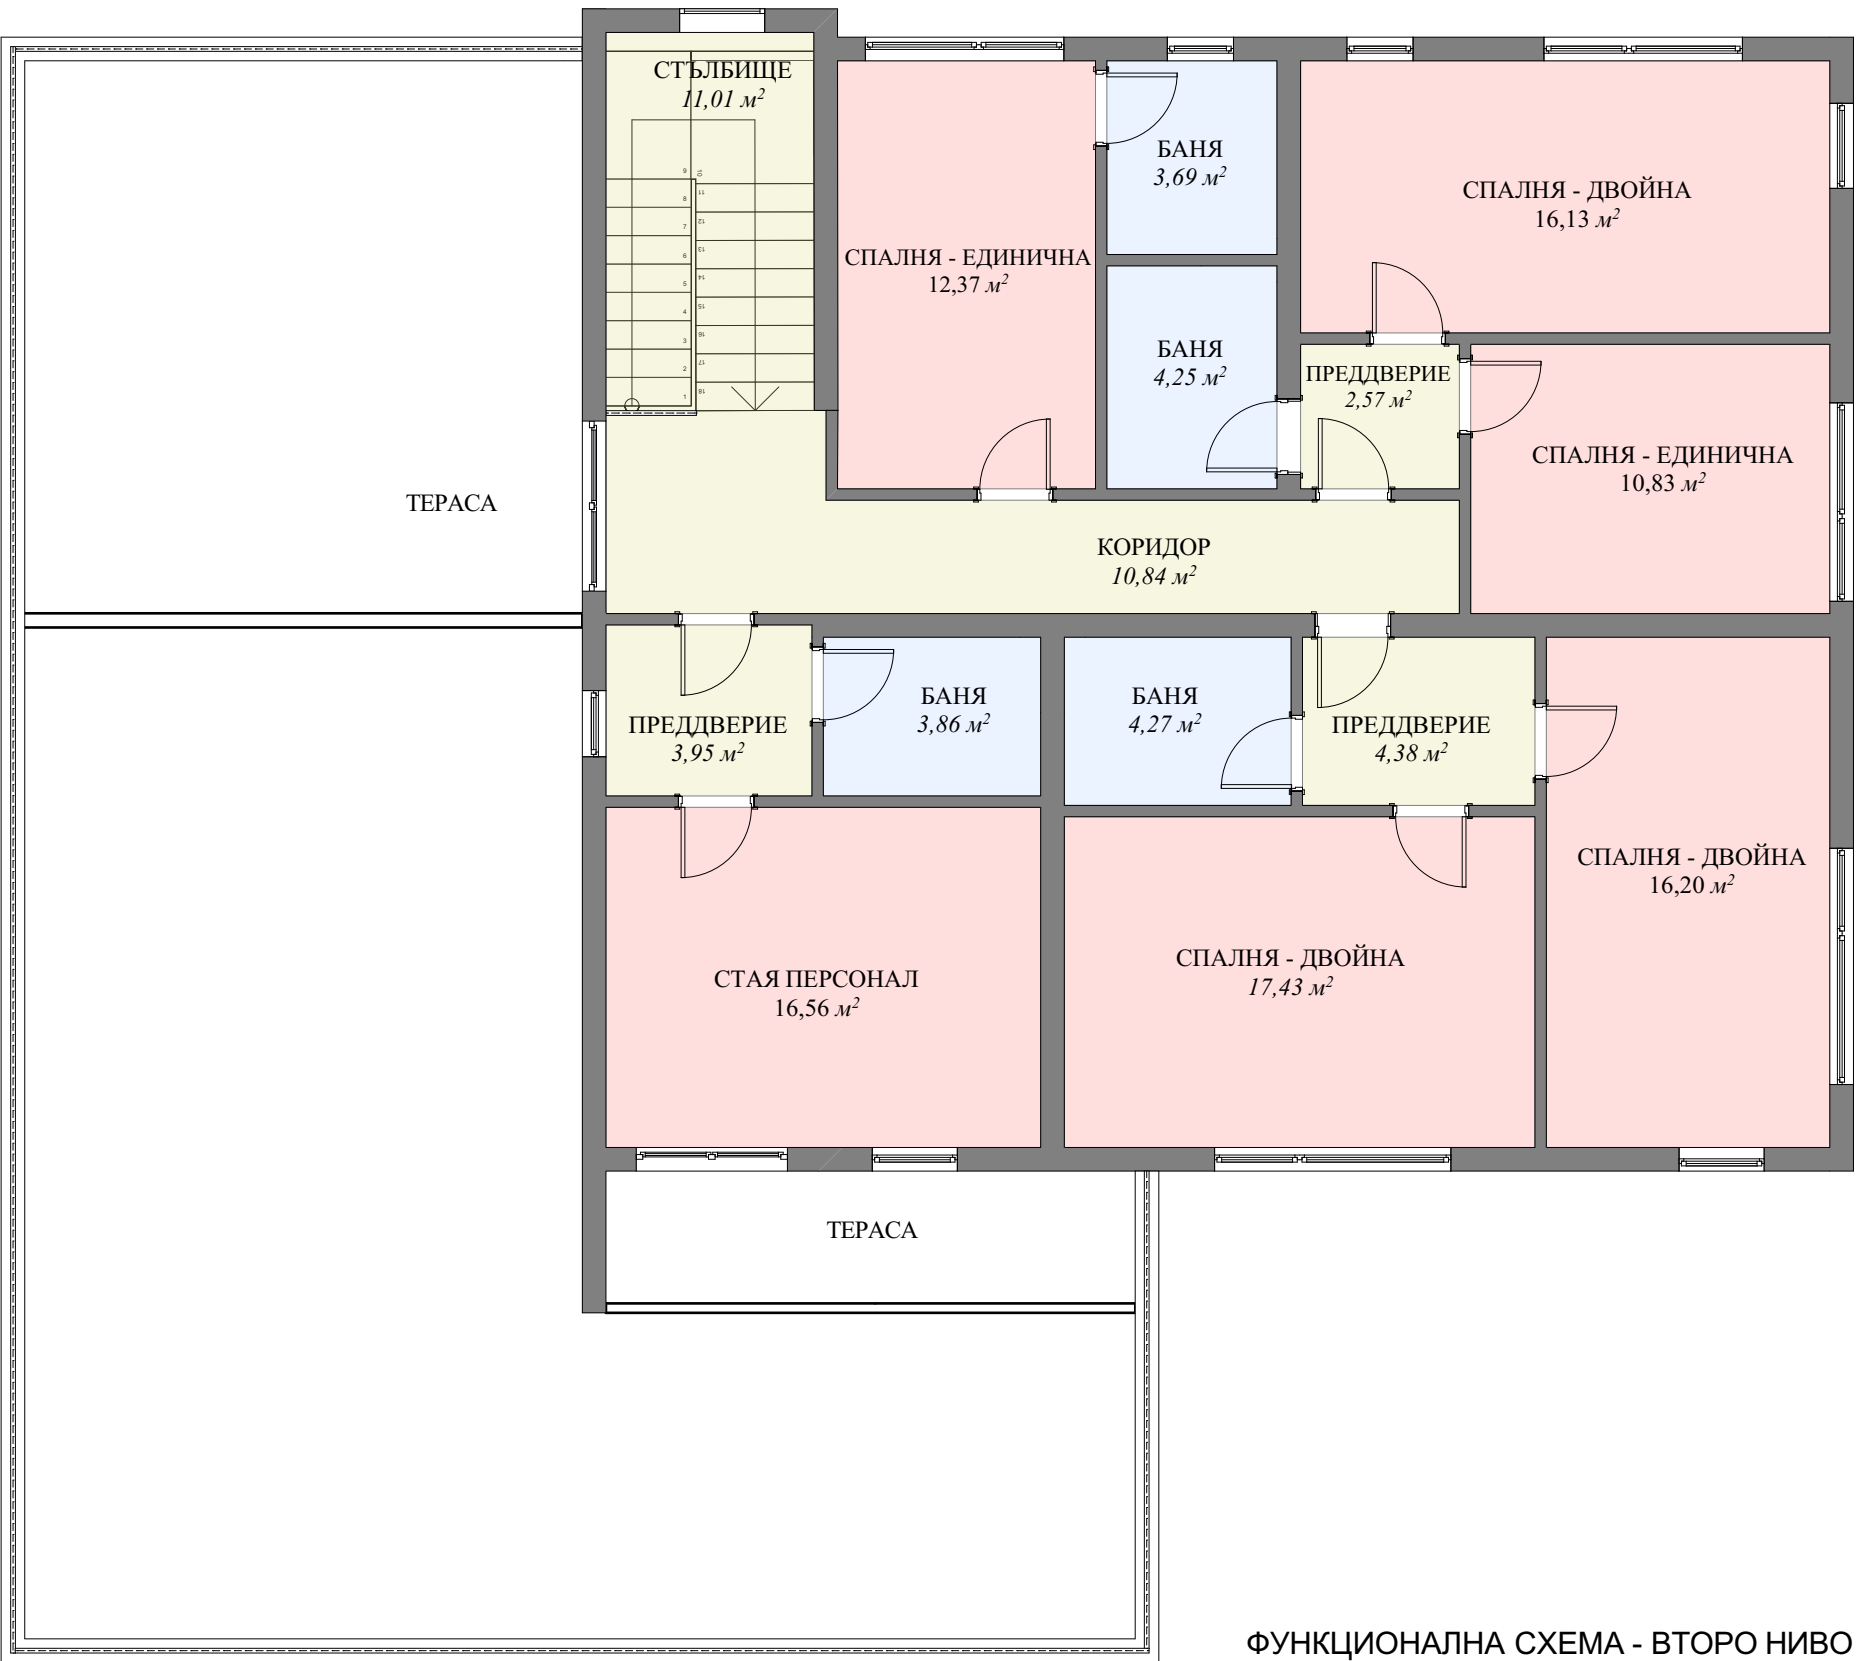 СТЪЛБИЩЕ
11,01 м²
БАНЯ
3,69 м²
СПАЛНЯ - ДВОЙНА
16,13 м²
СПАЛНЯ - ЕДИНИЧНА
12,37 м²
БАНЯ
4,25 м²
ПРЕДДВЕРИЕ
2,57 м²
СПАЛНЯ - ЕДИНИЧНА
10,83 м²
ТЕРАСА
КОРИДОР
10,84 м²
ПРЕДДВЕРИЕ
3,95 м²
БАНЯ
3,86 м²
БАНЯ
4,27 м²
ПРЕДДВЕРИЕ
4,38 м²
СПАЛНЯ - ДВОЙНА
16,20 м²
СТАЯ ПЕРСОНАЛ
16,56 м²
СПАЛНЯ - ДВОЙНА
17,43 м²
ТЕРАСА
ФУНКЦИОНАЛНА СХЕМА - ВТОРО НИВО